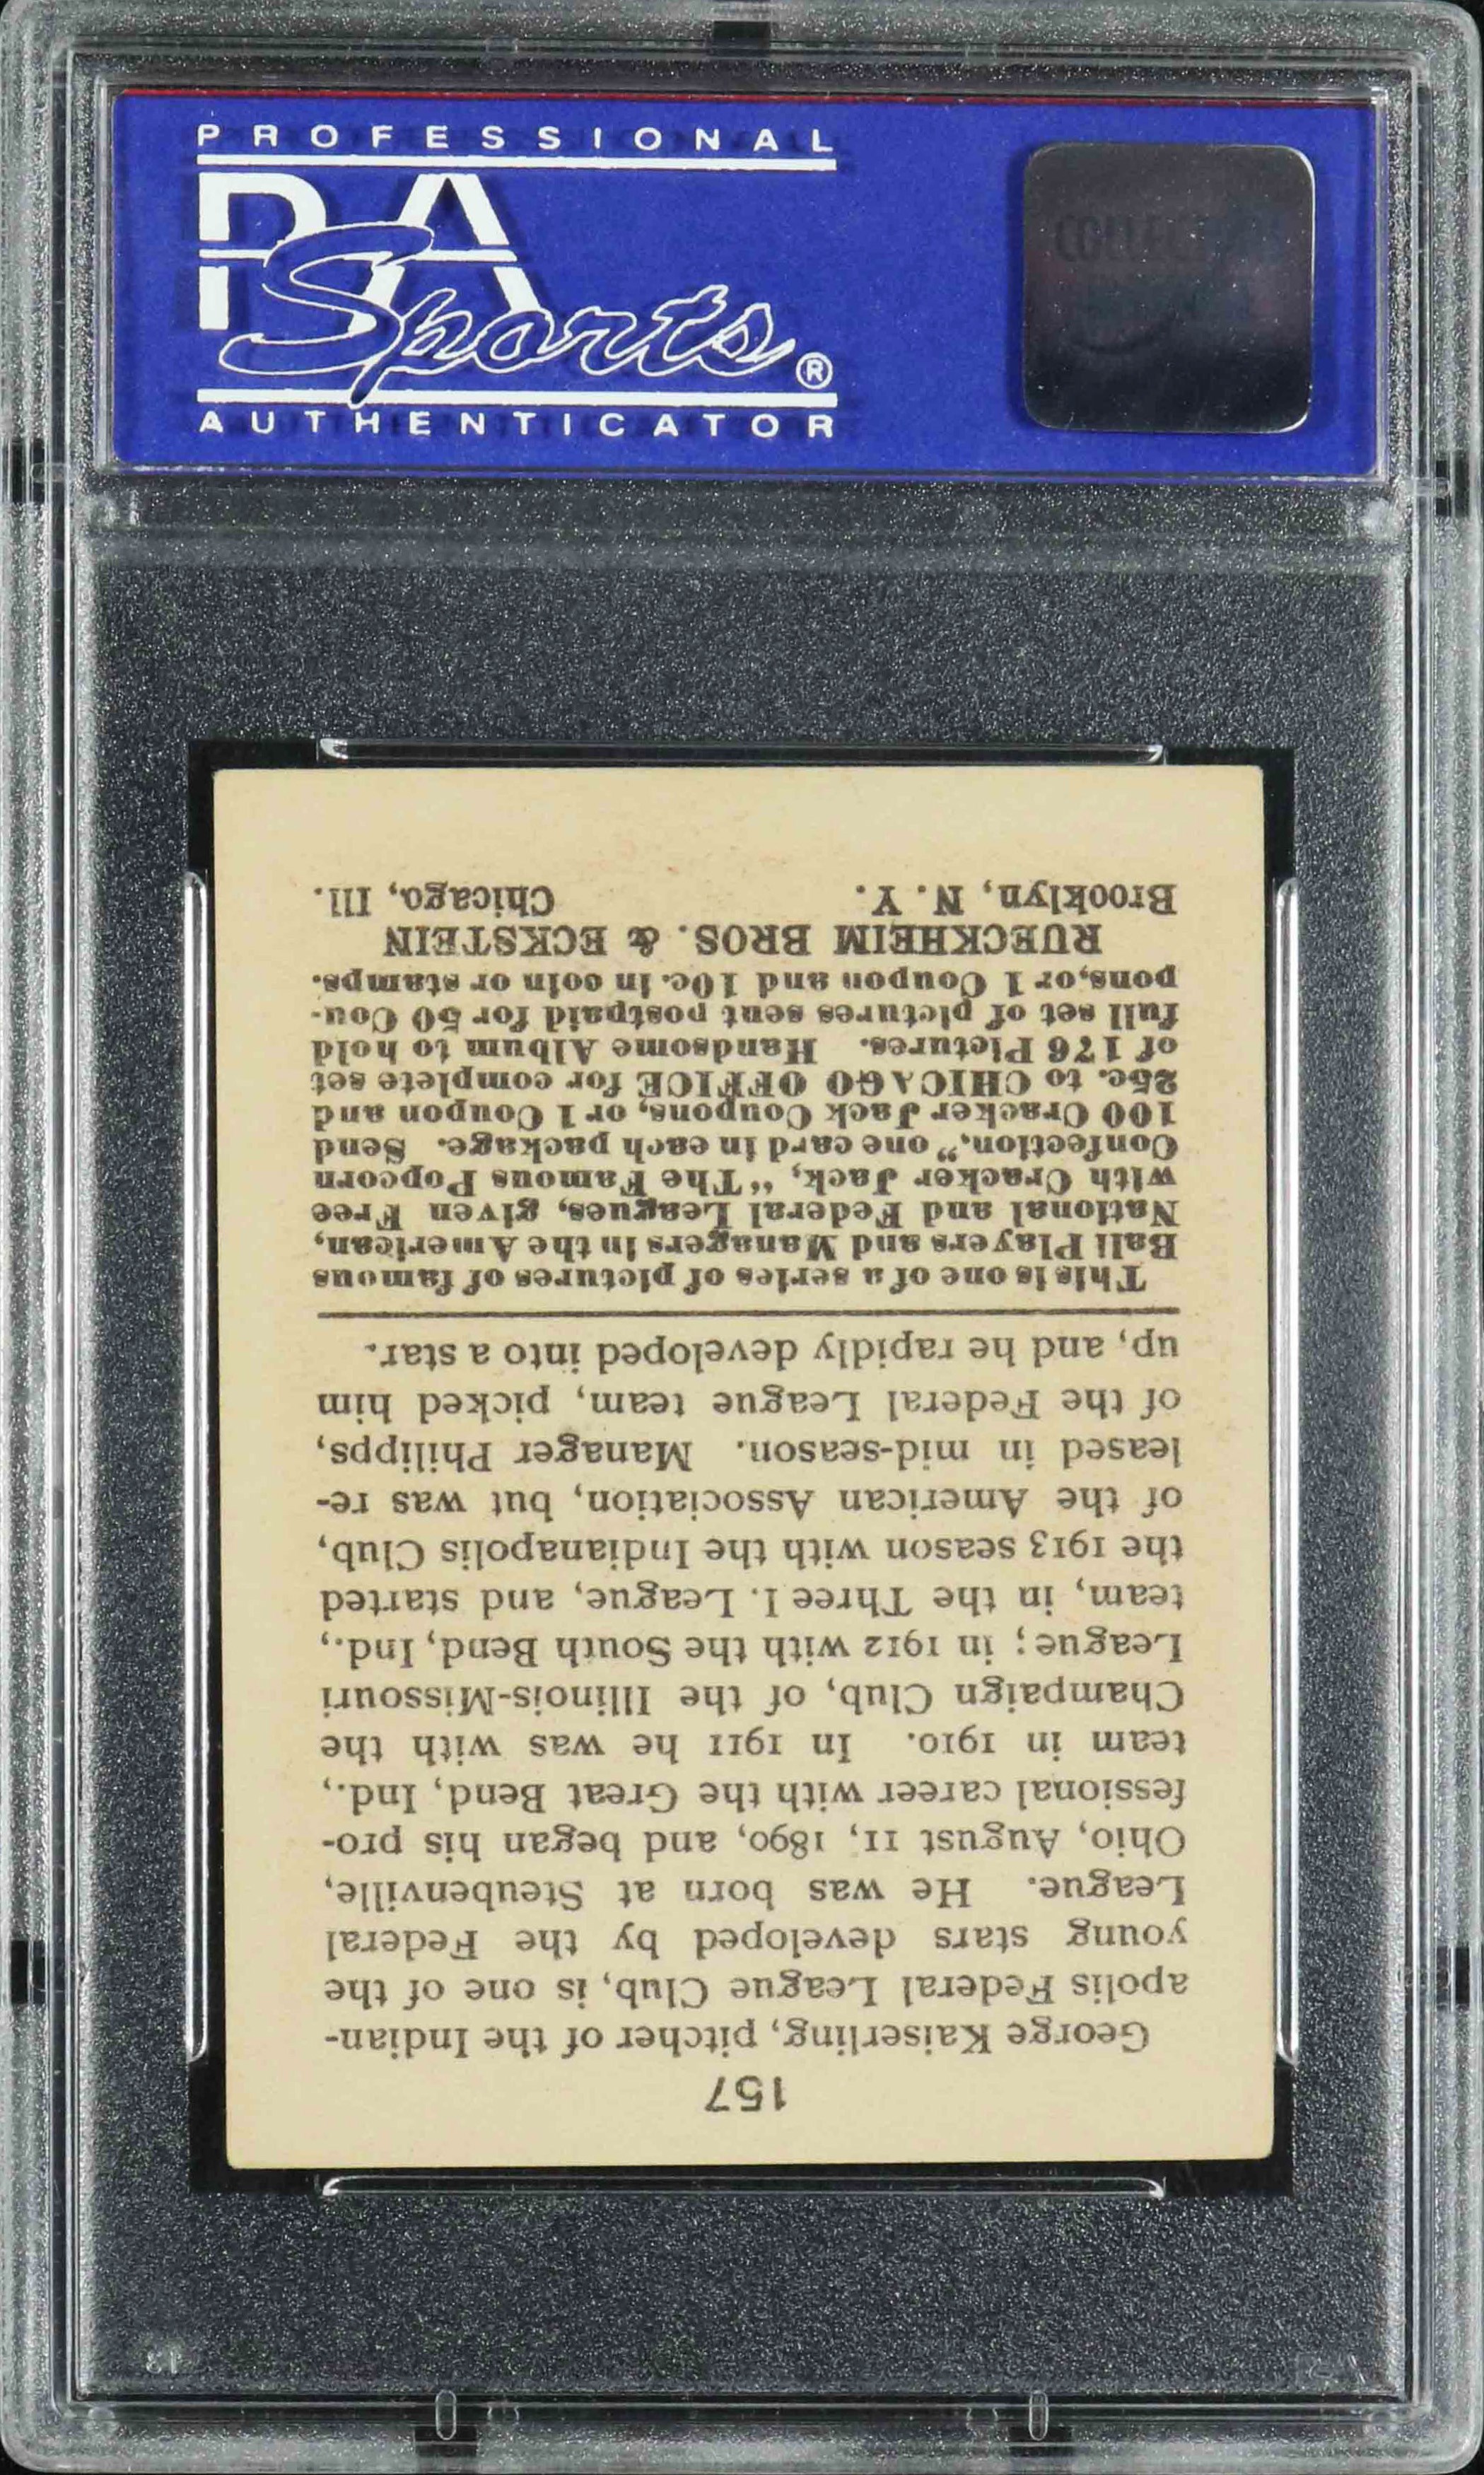 PROFESSIONAL
PSA
Sports®
AUTHENTICATOR
157
George Kaiserling, pitcher of the Indian-
apolis Federal League Club, is one of the
young stars developed by the Federal
League. He was born at Steubenville,
Ohio, August 11, 1890, and began his pro-
fessional career with the Great Bend, Ind.,
team in 1910. In 1911 he was with the
Champaign Club, of the Illinois-Missouri
League; in 1912 with the South Bend, Ind.,
team, in the Three I. League, and started
the 1913 season with the Indianapolis Club,
of the American Association, but was re-
leased in mid-season. Manager Philipps,
of the Federal League team, picked him
up, and he rapidly developed into a star.
This is one of a series of pictures of famous
Ball Players and Managers in the American,
National and Federal Leagues, given Free
with Cracker Jack, “The Famous Popcorn
Confection,” one card in each package. Send
100 Cracker Jack Coupons, or 1 Coupon and
25c. to CHICAGO OFFICE for complete set
of 176 Pictures. Handsome Album to hold
full set of pictures sent postpaid for 50 Cou-
pons, or 1 Coupon and 10c. in coin or stamps.
RUECKHEIM BROS. & ECKSTEIN
Brooklyn, N. Y. Chicago, Ill.